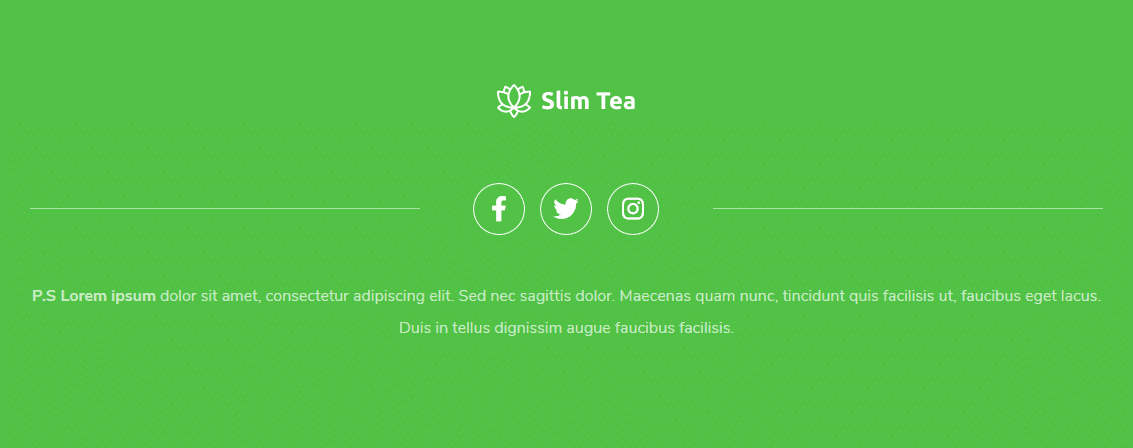 Slim Tea
P.S Lorem ipsum dolor sit amet, consectetur adipiscing elit. Sed nec sagittis dolor. Maecenas quam nunc, tincidunt quis facilisis ut, faucibus eget lacus.
Duis in tellus dignissim augue faucibus facilisis.